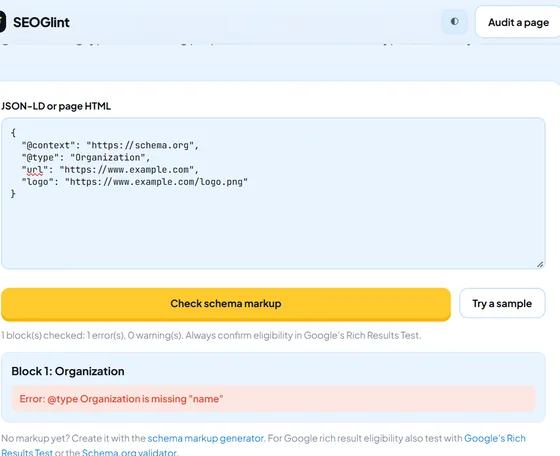 SEOGlint
Audit a page
JSON-LD or page HTML
{
"@context": "https://schema.org",
"@type": "Organization",
"url": "https://www.example.com",
"logo": "https://www.example.com/logo.png"
}
Check schema markup
Try a sample
1 block(s) checked: 1 error(s), 0 warning(s). Always confirm eligibility in Google's Rich Results Test.
Block 1: Organization
Error: @type Organization is missing "name"
No markup yet? Create it with the schema markup generator. For Google rich result eligibility also test with Google's Rich
Results Test or the Schema.org validator.